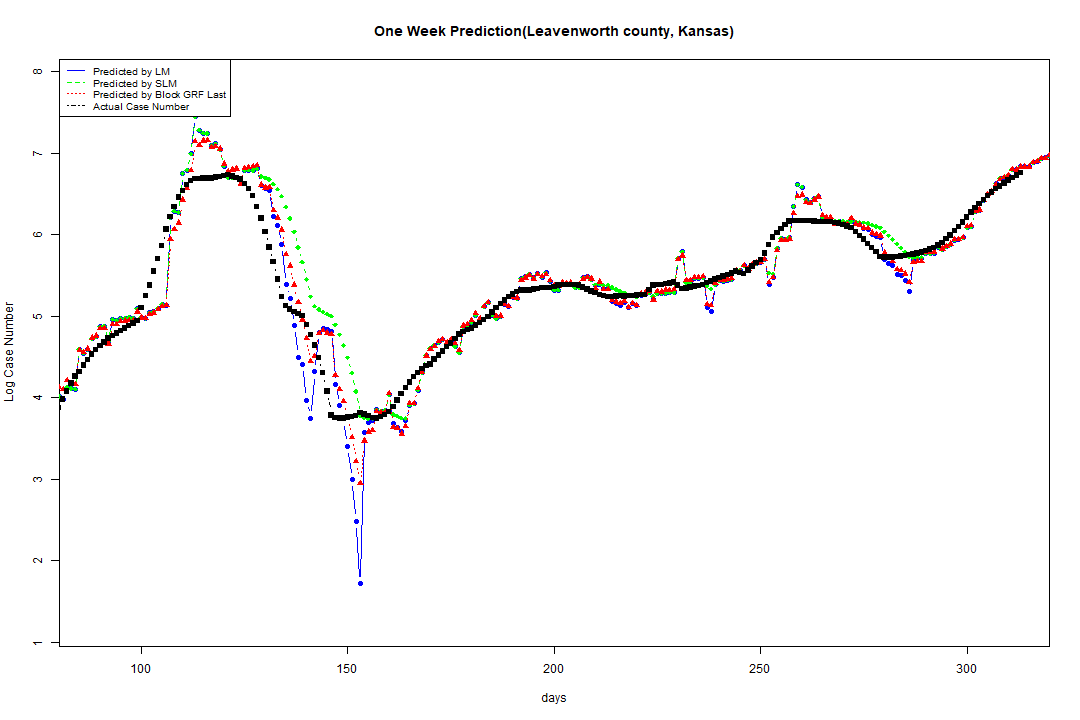 One Week Prediction(Leavenworth county, Kansas)
Predicted by LM
Predicted by SLM
Predicted by Block GRF Last
Actual Case Number
8
7
6
5
4
3
2
1
Log Case Number
100 150 200 250 300
days